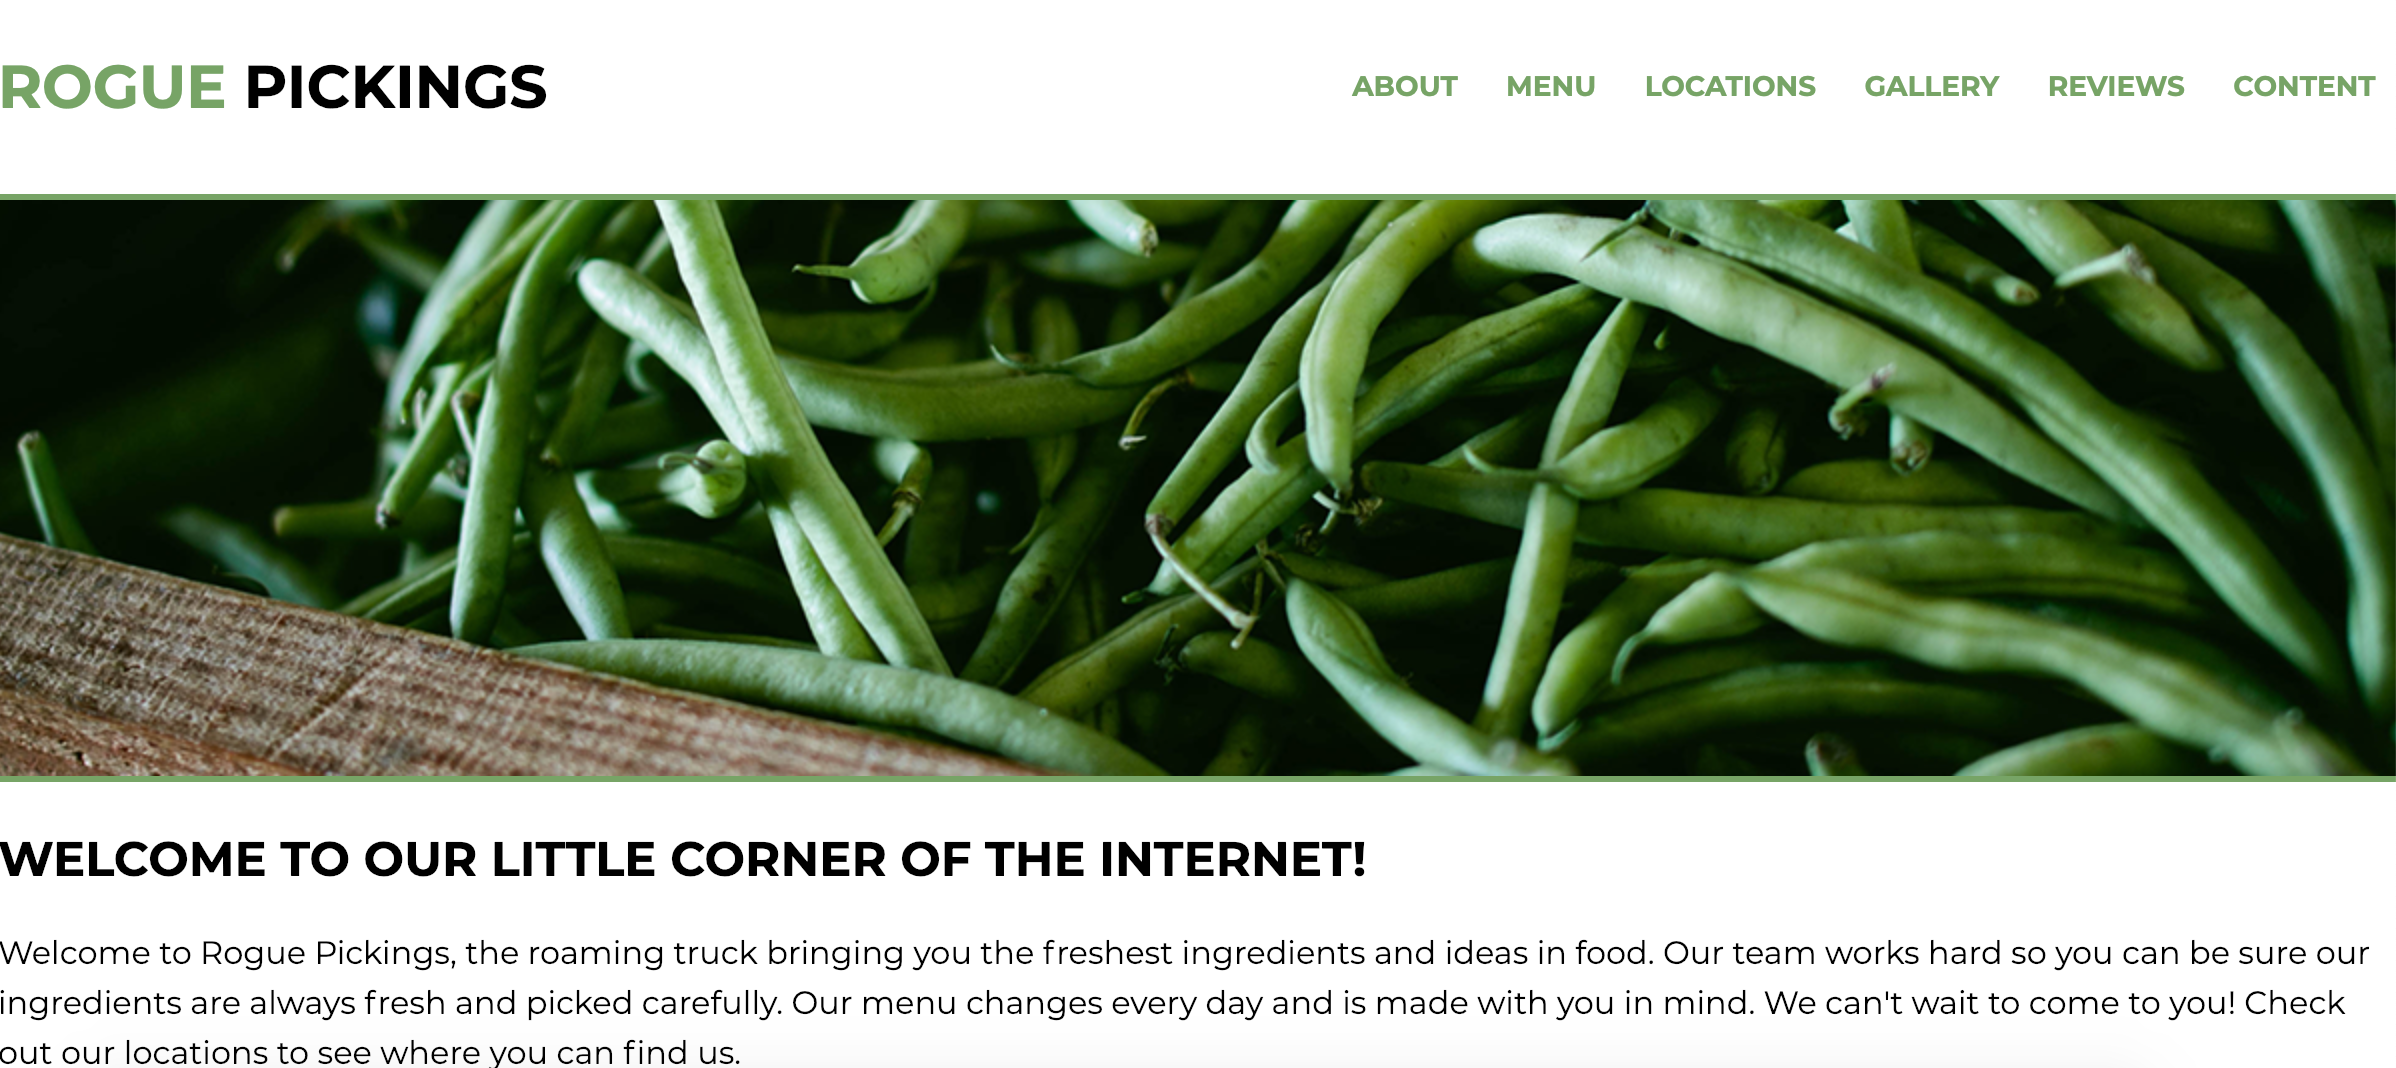 ROGUE PICKINGS
ABOUT MENU LOCATIONS GALLERY REVIEWS CONTENT
WELCOME TO OUR LITTLE CORNER OF THE INTERNET!
Welcome to Rogue Pickings, the roaming truck bringing you the freshest ingredients and ideas in food. Our team works hard so you can be sure our
ingredients are always fresh and picked carefully. Our menu changes every day and is made with you in mind. We can't wait to come to you! Check
out our locations to see where you can find us.